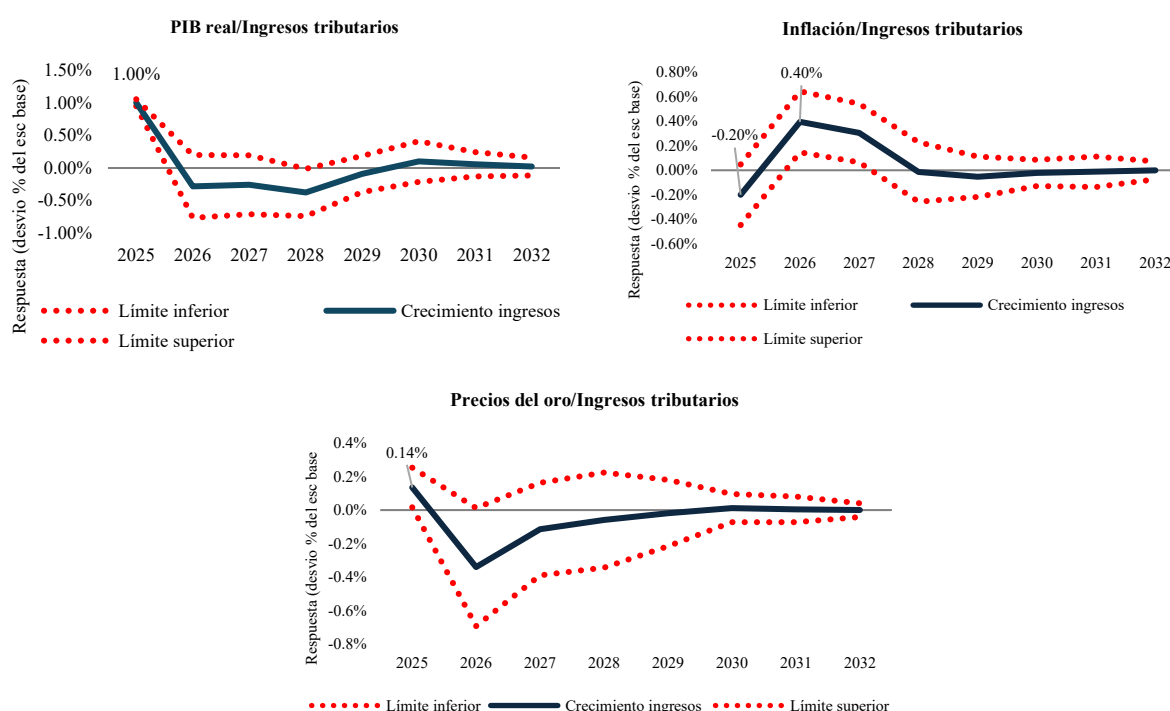 PIB real/Ingresos tributarios
Respuesta (desvío % del esc base)
1.50%
1.00%
0.50%
0.00%
-0.50%
-1.00%
1.00%
2025 2026 2027 2028 2029 2030 2031 2032
Límite inferior Crecimiento ingresos
Límite superior
Inflación/Ingresos tributarios
Respuesta (desvío % del esc base)
0.80%
0.60%
0.40%
0.20%
0.00%
-0.20%
-0.40%
-0.60%
-0.20%
0.40%
2025 2026 2027 2028 2029 2030 2031 2032
Límite inferior Crecimiento ingresos
Límite superior
Precios del oro/Ingresos tributarios
Respuesta (desvio % del esc base
0.4%
0.2%
0.0%
-0.2%
-0.4%
-0.6%
-0.8%
0.14%
2025 2026 2027 2028 2029 2030 2031 2032
Límite inferior Crecimiento ingresos Límite superior